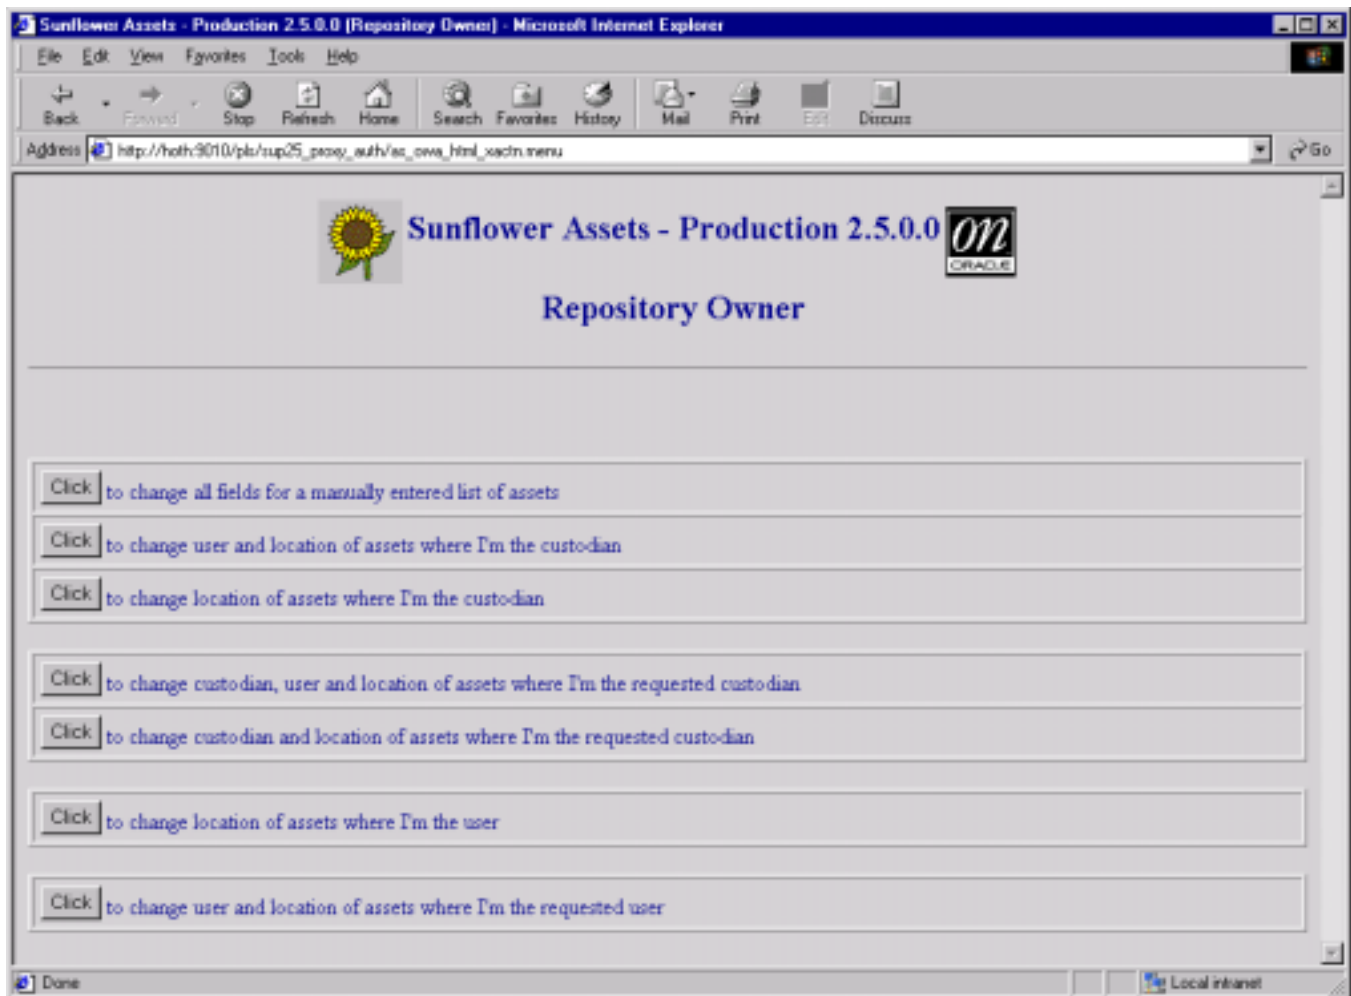 Sunflower Assets - Production 2.5.0.0 (Repository Owner) - Microsoft Internet Explorer
File Edit View Favorites Tools Help
Back Forward Stop Refresh Home Search Favorites History Mail Print Edit Discuss
Address http://hoth:9010/pls/sup25_proxy_auth/as_owa_html_xactn.menu Go
Sunflower Assets - Production 2.5.0.0 on ORACLE
Repository Owner
Click to change all fields for a manually entered list of assets
Click to change user and location of assets where I'm the custodian
Click to change location of assets where I'm the custodian
Click to change custodian, user and location of assets where I'm the requested custodian
Click to change custodian and location of assets where I'm the requested custodian
Click to change location of assets where I'm the user
Click to change user and location of assets where I'm the requested user
Done Local intranet